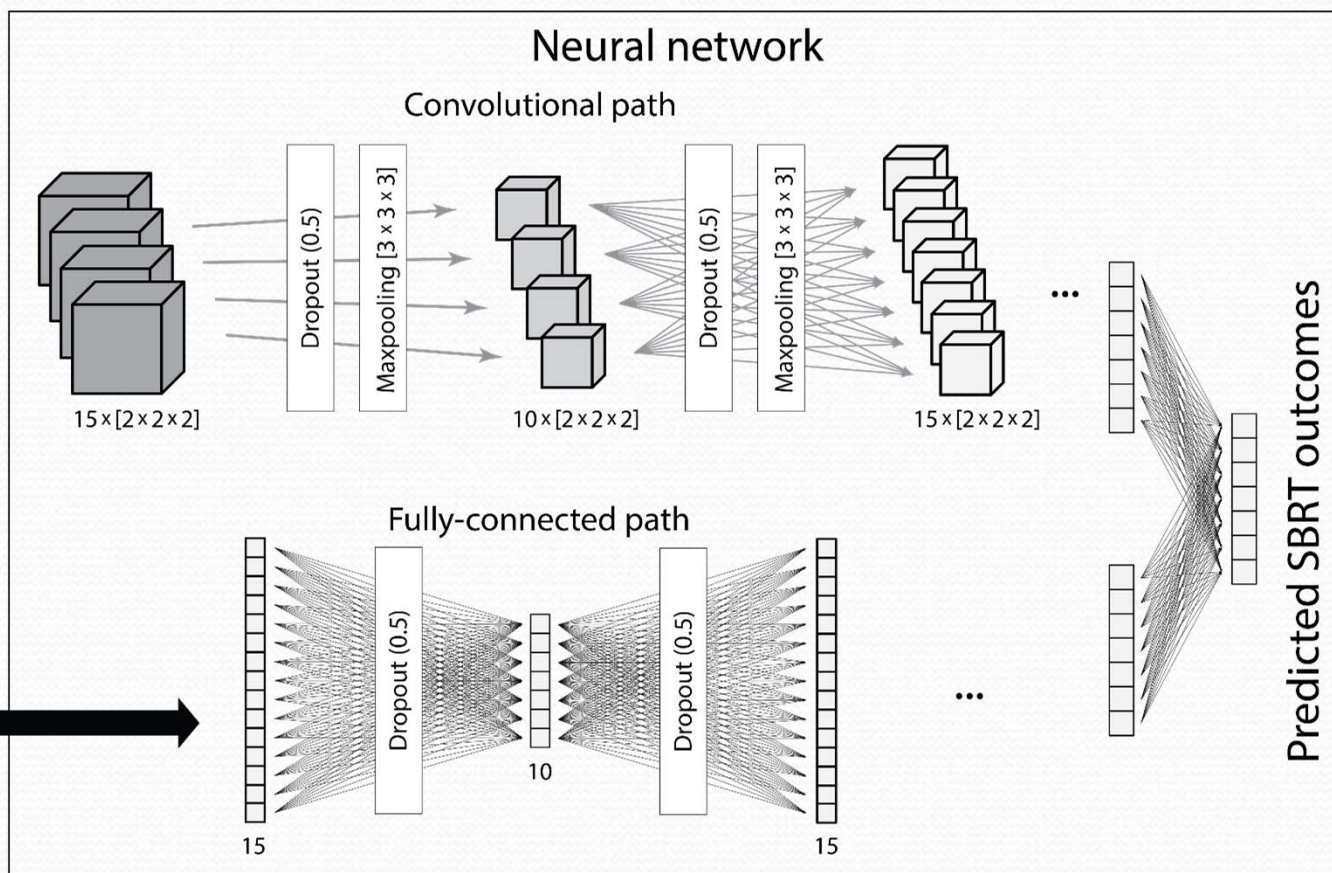 Neural network
Convolutional path
Dropout (0.5)
Maxpooling [3 x 3 x 3]
Dropout (0.5)
Maxpooling [3 x 3 x 3]
...
15 x [2 x 2 x 2]
10 x [2 x 2 x 2]
15 x [2 x 2 x 2]
Fully-connected path
Dropout (0.5)
Dropout (0.5)
...
10
15
15
Predicted SBRT outcomes